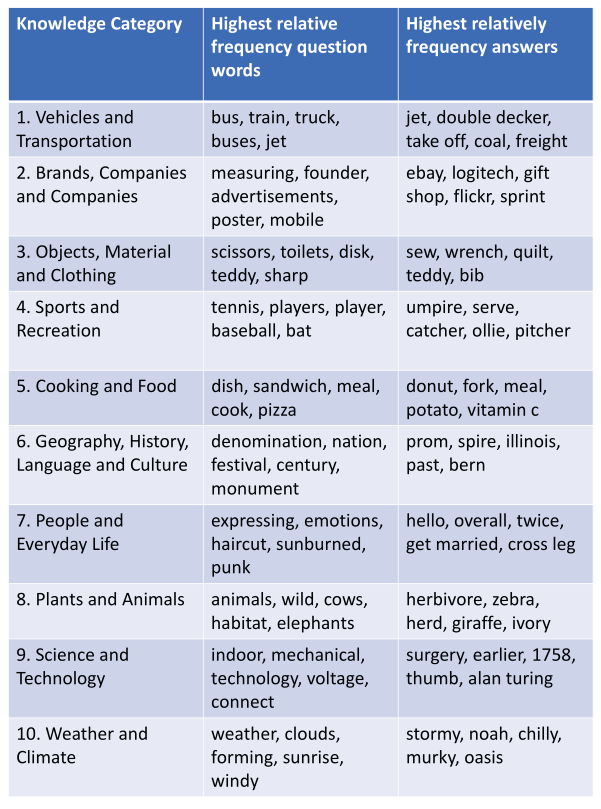 Knowledge Category
Highest relative
frequency question
words
Highest relatively
frequency answers
1. Vehicles and
Transportation
bus, train, truck,
buses, jet
jet, double decker,
take off, coal, freight
2. Brands, Companies
and Companies
measuring, founder,
advertisements,
poster, mobile
ebay, logitech, gift
shop, flickr, sprint
3. Objects, Material
and Clothing
scissors, toilets, disk,
teddy, sharp
sew, wrench, quilt,
teddy, bib
4. Sports and
Recreation
tennis, players, player,
baseball, bat
umpire, serve,
catcher, ollie, pitcher
5. Cooking and Food
dish, sandwich, meal,
cook, pizza
donut, fork, meal,
potato, vitamin c
6. Geography, History,
Language and Culture
denomination, nation,
festival, century,
monument
prom, spire, illinois,
past, bern
7. People and
Everyday Life
expressing, emotions,
haircut, sunburned,
punk
hello, overall, twice,
get married, cross leg
8. Plants and Animals
animals, wild, cows,
habitat, elephants
herbivore, zebra,
herd, giraffe, ivory
9. Science and
Technology
indoor, mechanical,
technology, voltage,
connect
surgery, earlier, 1758,
thumb, alan turing
10. Weather and
Climate
weather, clouds,
forming, sunrise,
windy
stormy, noah, chilly,
murky, oasis